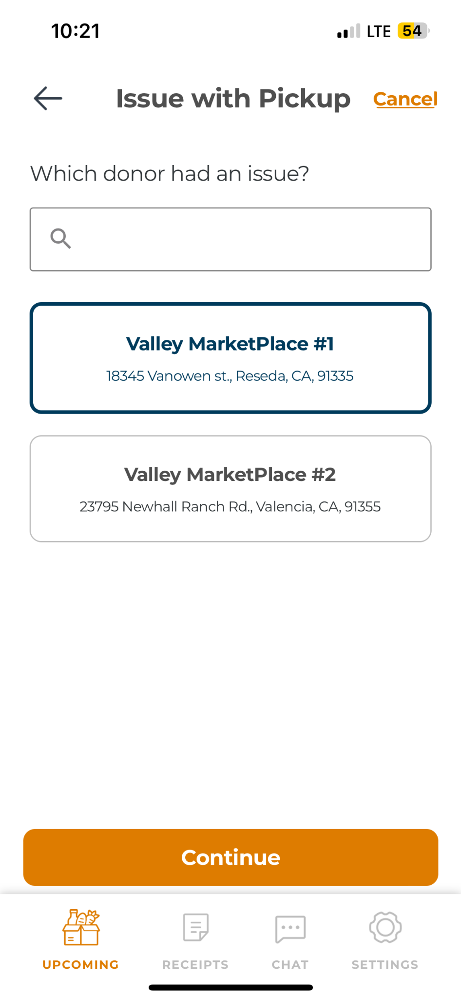 10:21
LTE 54
Issue with Pickup
Cancel
Which donor had an issue?
Valley MarketPlace #1
18345 Vanowen st., Reseda, CA, 91335
Valley MarketPlace #2
23795 Newhall Ranch Rd., Valencia, CA, 91355
Continue
UPCOMING
RECEIPTS
CHAT
SETTINGS